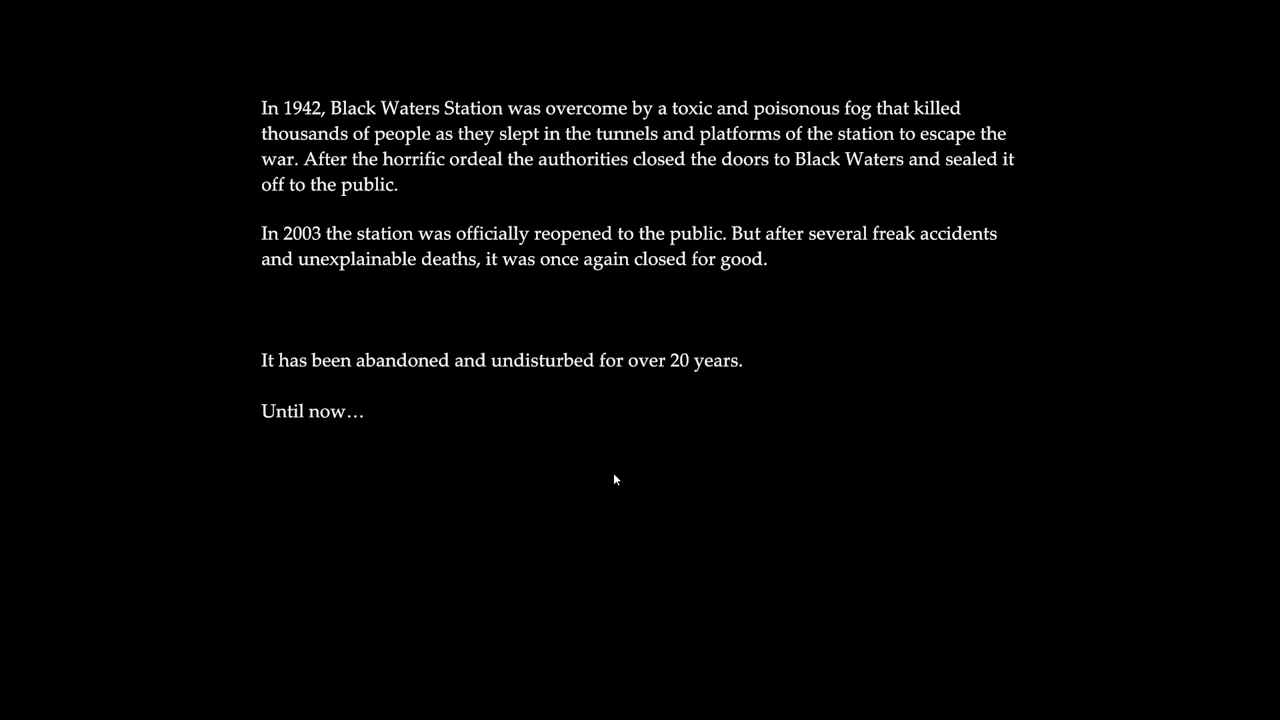 In 1942, Black Waters Station was overcome by a toxic and poisonous fog that killed
thousands of people as they slept in the tunnels and platforms of the station to escape the
war. After the horrific ordeal the authorities closed the doors to Black Waters and sealed it
off to the public.
In 2003 the station was officially reopened to the public. But after several freak accidents
and unexplainable deaths, it was once again closed for good.
It has been abandoned and undisturbed for over 20 years.
Until now…